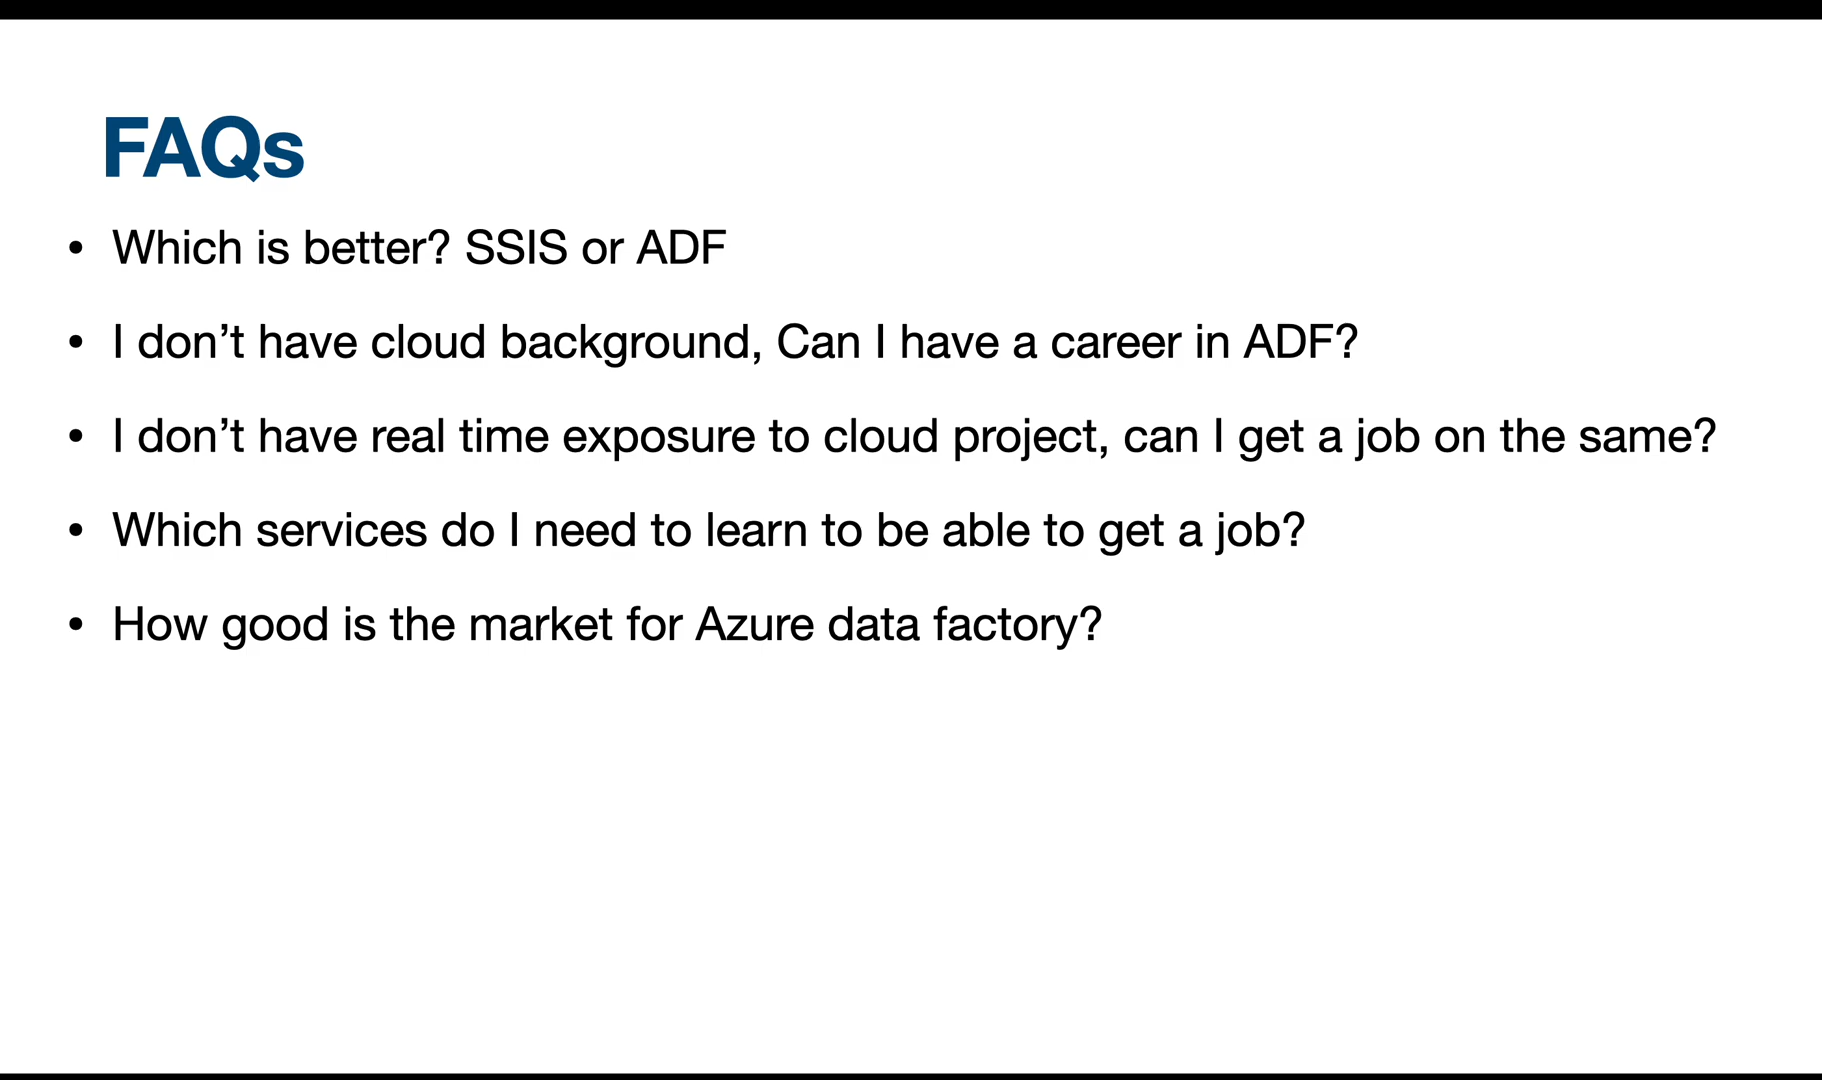 FAQs
• Which is better? SSIS or ADF
• I don’t have cloud background, Can I have a career in ADF?
• I don’t have real time exposure to cloud project, can I get a job on the same?
• Which services do I need to learn to be able to get a job?
• How good is the market for Azure data factory?